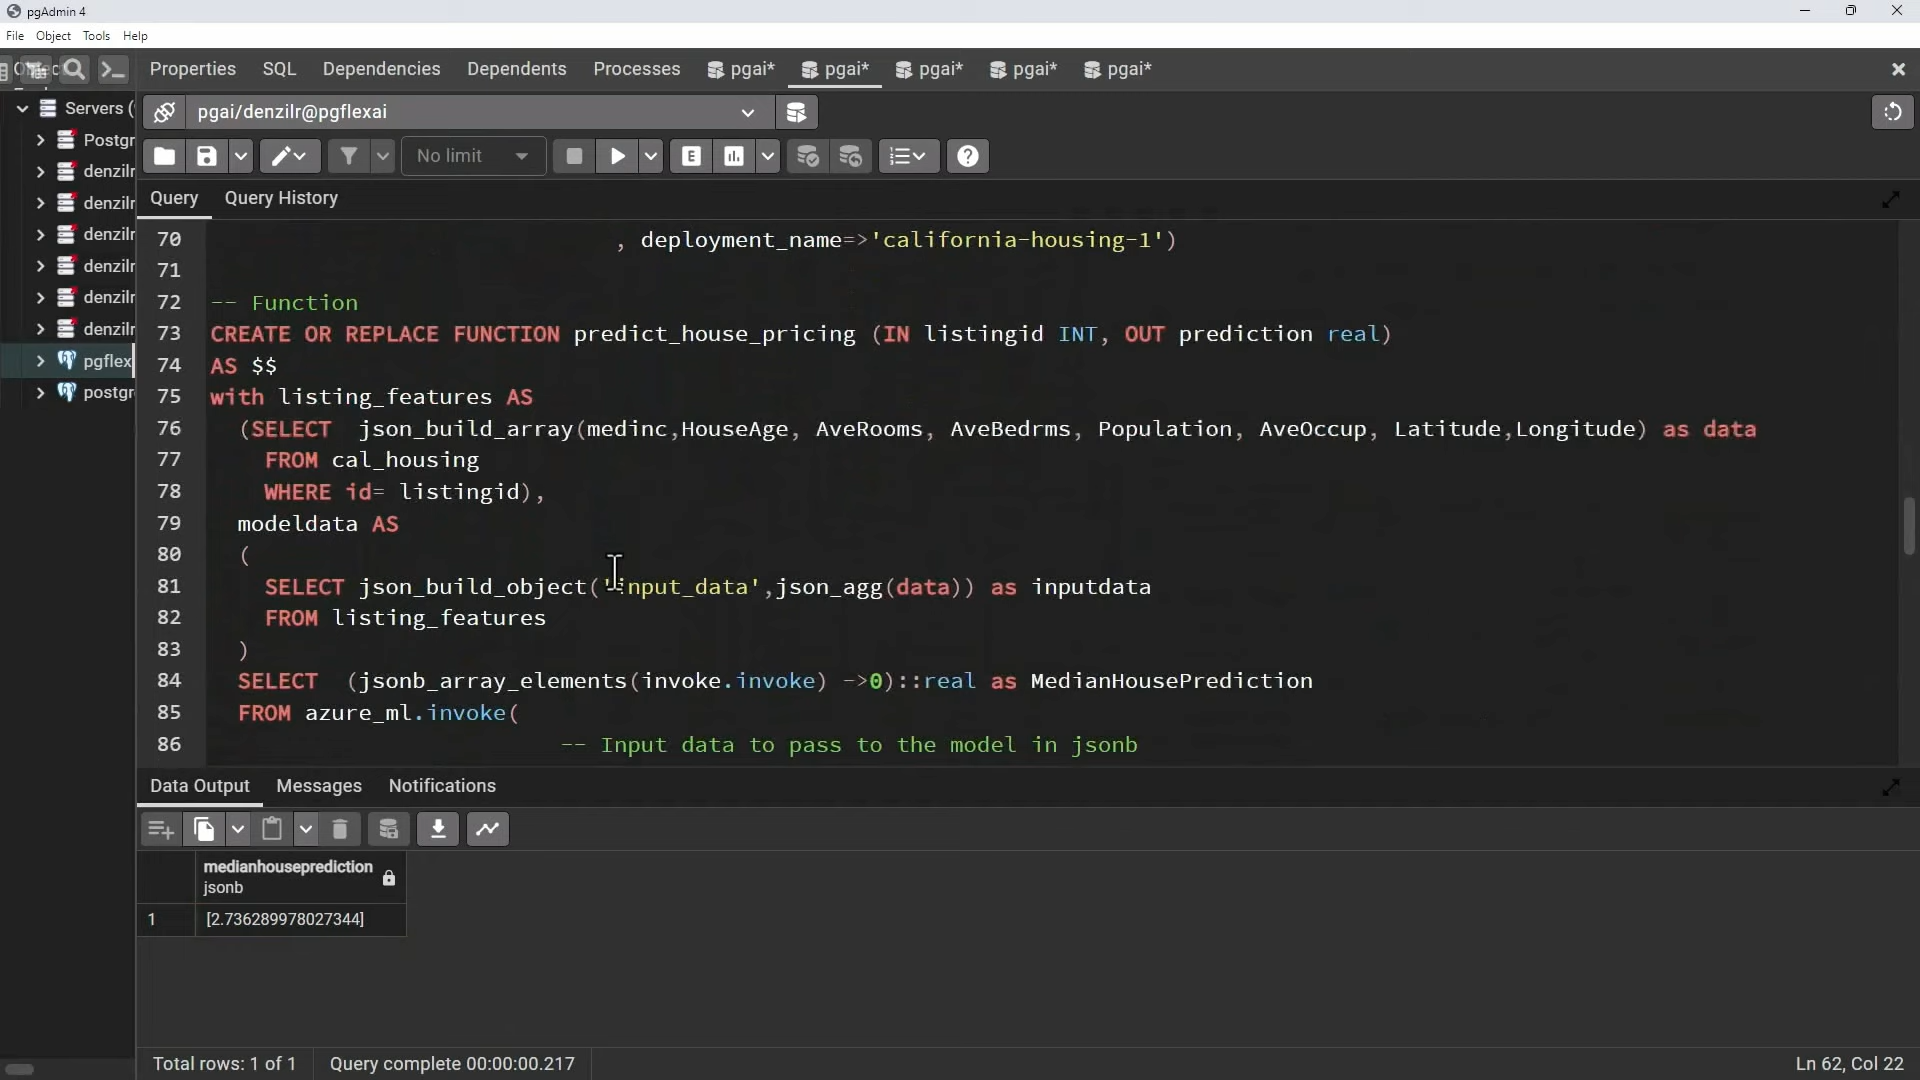 pgAdmin 4
File Object Tools Help
Properties SQL Dependencies Dependents Processes pgai* pgai* pgai* pgai* pgai*
Servers (
Postgr
denzilr
denzilr
denzilr
denzilr
denzilr
denzilr
pgflex
postgr
pgai/denzilr@pgflexai
No limit
E
Query Query History
70 , deployment_name=>'california-housing-1')
71
72 -- Function
73 CREATE OR REPLACE FUNCTION predict_house_pricing (IN listingid INT, OUT prediction real)
74 AS $$
75 with listing_features AS
76 (SELECT json_build_array(medinc,HouseAge, AveRooms, AveBedrms, Population, AveOccup, Latitude,Longitude) as data
77 FROM cal_housing
78 WHERE id= listingid),
79 modeldata AS
80 (
81 SELECT json_build_object('input_data',json_agg(data)) as inputdata
82 FROM listing_features
83 )
84 SELECT (jsonb_array_elements(invoke.invoke) ->0)::real as MedianHousePrediction
85 FROM azure_ml.invoke(
86 -- Input data to pass to the model in jsonb
Data Output Messages Notifications
medianhouseprediction
jsonb
1 [2.736289978027344]
Total rows: 1 of 1 Query complete 00:00:00.217 Ln 62, Col 22